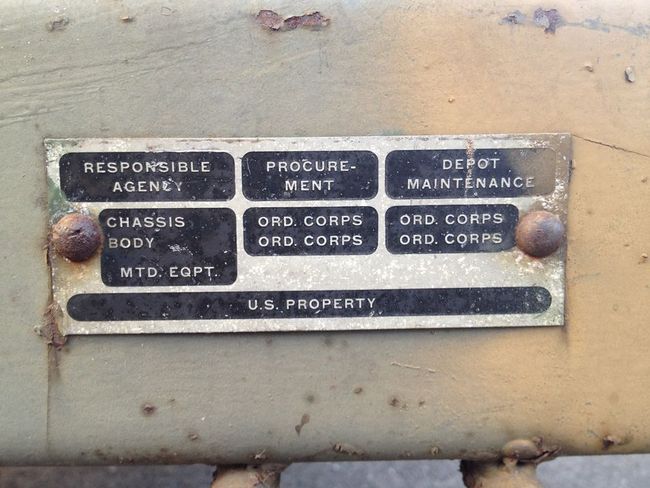 RESPONSIBLE
AGENCY
PROCURE-
MENT
DEPOT
MAINTENANCE
CHASSIS
BODY
MTD. EQPT.
ORD. CORPS
ORD. CORPS
ORD. CORPS
ORD. CORPS
U.S. PROPERTY